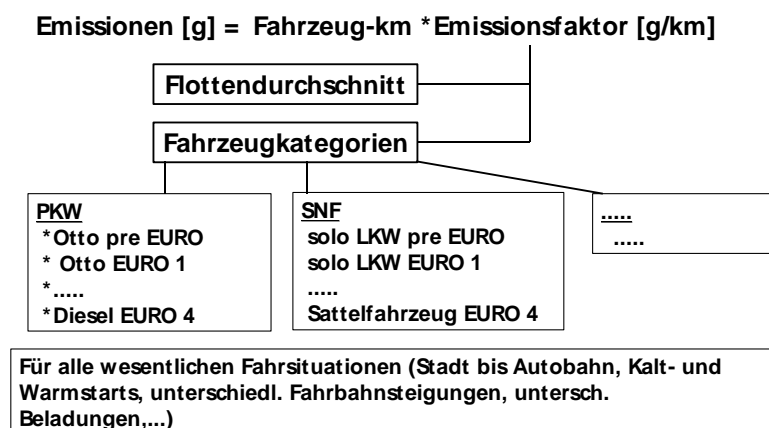 Emissionen [g] = Fahrzeug-km *Emissionsfaktor [g/km]
Flottendurchschnitt
Fahrzeugkategorien
PKW
*Otto pre EURO
* Otto EURO 1
*.....
*Diesel EURO 4
SNF
solo LKW pre EURO
solo LKW EURO 1
.....
Sattelfahrzeug EURO 4
.....
.....
Für alle wesentlichen Fahrsituationen (Stadt bis Autobahn, Kalt- und
Warmstarts, unterschiedl. Fahrbahnsteigungen, untersch.
Beladungen,...)